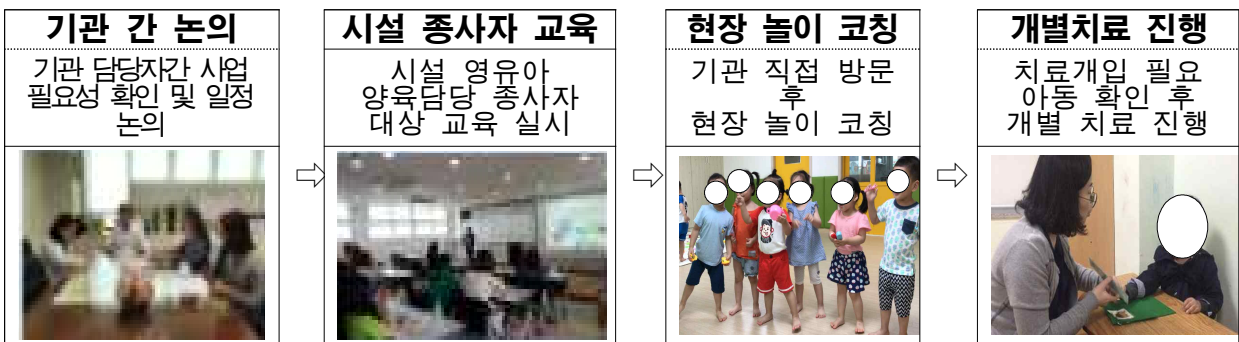 기관 간 논의
기관 담당자간 사업
필요성 확인 및 일정
논의
⇨
시설 종사자 교육
시설 영유아
양육담당 종사자
대상 교육 실시
⇨
현장 놀이 코칭
기관 직접 방문
후
현장 놀이 코칭
⇨
개별치료 진행
치료개입 필요
아동 확인 후
개별 치료 진행